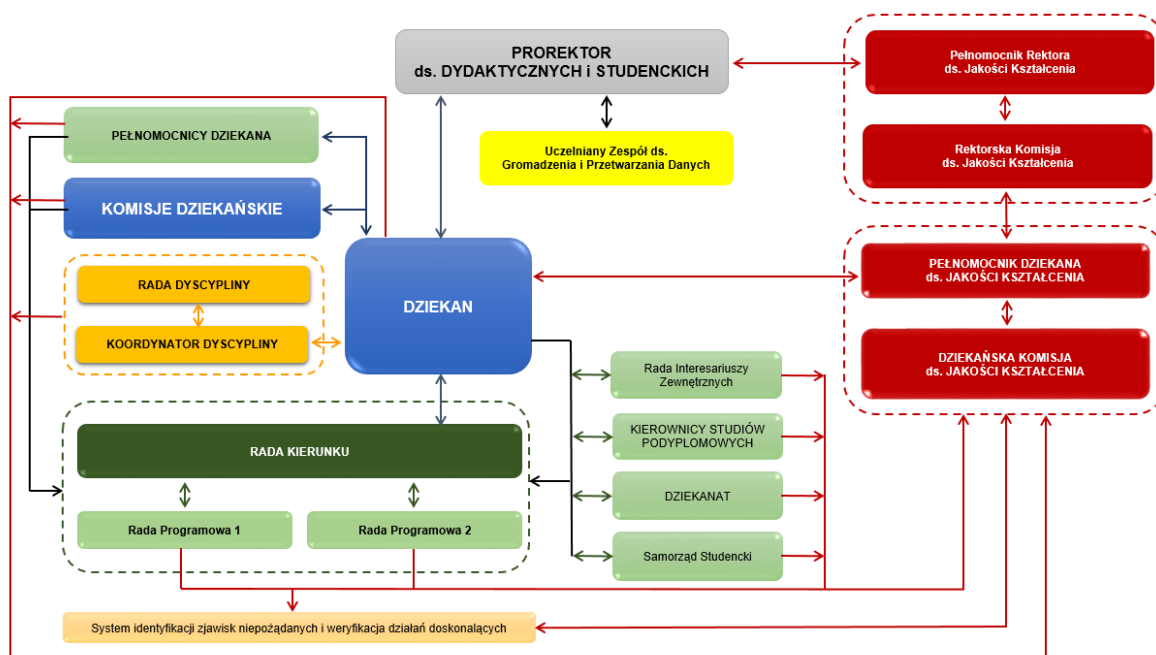 PROREKTOR
ds. DYDAKTYCZNYCH i STUDENCKICH
Pełnomocnik Rektora
ds. Jakości Kształcenia
PEŁNOMOCNICY DZIEKANA
Uczelniany Zespół ds.
Gromadzenia i Przetwarzania Danych
Rektorska Komisja
ds. Jakości Kształcenia
KOMISJE DZIEKAŃSKIE
RADA DYSCYPLINY
KOORDYNATOR DYSCYPLINY
DZIEKAN
PEŁNOMOCNIK DZIEKANA
ds. JAKOŚCI KSZTAŁCENIA
DZIEKAŃSKA KOMISJA
ds. JAKOŚCI KSZTAŁCENIA
Rada Interesariuszy
Zewnętrznych
KIEROWNICY STUDIÓW
PODYPLOMOWYCH
DZIEKANAT
Samorząd Studencki
RADA KIERUNKU
Rada Programowa 1
Rada Programowa 2
System identyfikacji zjawisk niepożądanych i weryfikacja działań doskonalących